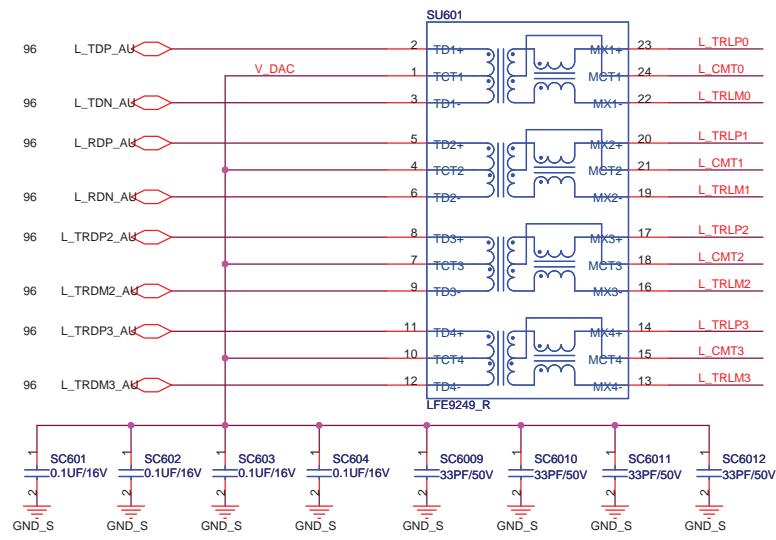 SU601
96 L_TDP_AU 2 TD1+ MX1+ 23 L_TRLP0
V_DAC 1 TCT1 MCT1 24 L_CMT0
96 L_TDN_AU 3 TD1- MX1- 22 L_TRLM0
96 L_RDP_AU 5 TD2+ MX2+ 20 L_TRLP1
4 TCT2 MCT2 21 L_CMT1
96 L_RDN_AU 6 TD2- MX2- 19 L_TRLM1
96 L_TRDP2_AU 8 TD3+ MX3+ 17 L_TRLP2
7 TCT3 MCT3 18 L_CMT2
96 L_TRDM2_AU 9 TD3- MX3- 16 L_TRLM2
96 L_TRDP3_AU 11 TD4+ MX4+ 14 L_TRLP3
10 TCT4 MCT4 15 L_CMT3
96 L_TRDM3_AU 12 TD4- MX4- 13 L_TRLM3
LFE9249_R
1 1 1 1 1 1 1 1
SC601 SC602 SC603 SC604 SC6009 SC6010 SC6011 SC6012
0.1UF/16V 0.1UF/16V 0.1UF/16V 0.1UF/16V 33PF/50V 33PF/50V 33PF/50V 33PF/50V
2 2 2 2 2 2 2 2
GND_S GND_S GND_S GND_S GND_S GND_S GND_S GND_S